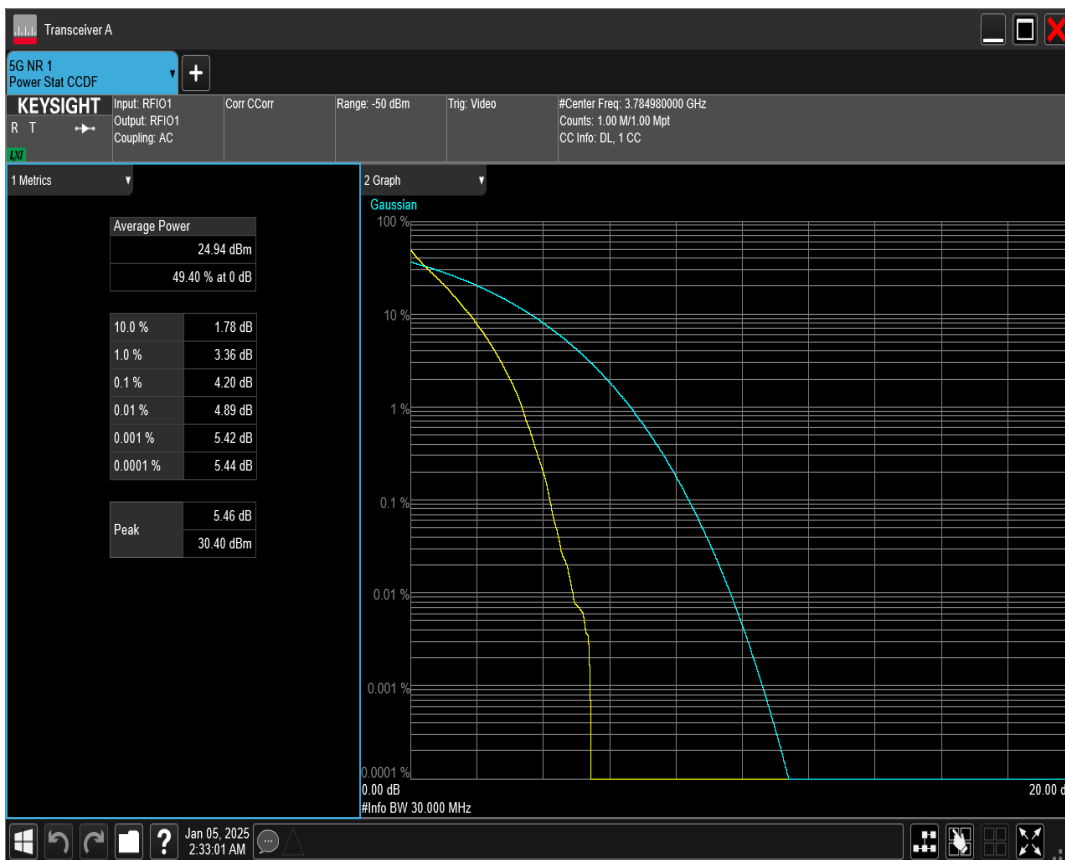 Transceiver A
5G NR 1
Power Stat CCDF
KEYSIGHT
R T
LXI
Input: RFIO1
Output: RFIO1
Coupling: AC
Corr CCorr
Range: -50 dBm
Trig: Video
#Center Freq: 3.784980000 GHz
Counts: 1.00 M/1.00 Mpt
CC Info: DL, 1 CC
1 Metrics
Average Power
24.94 dBm
49.40 % at 0 dB
10.0 % 1.78 dB
1.0 % 3.36 dB
0.1 % 4.20 dB
0.01 % 4.89 dB
0.001 % 5.42 dB
0.0001 % 5.44 dB
Peak 5.46 dB
30.40 dBm
2 Graph
Gaussian
100 %
10 %
1 %
0.1 %
0.01 %
0.001 %
0.0001 %
0.00 dB 20.00 d
#Info BW 30.000 MHz
Jan 05, 2025
2:33:01 AM